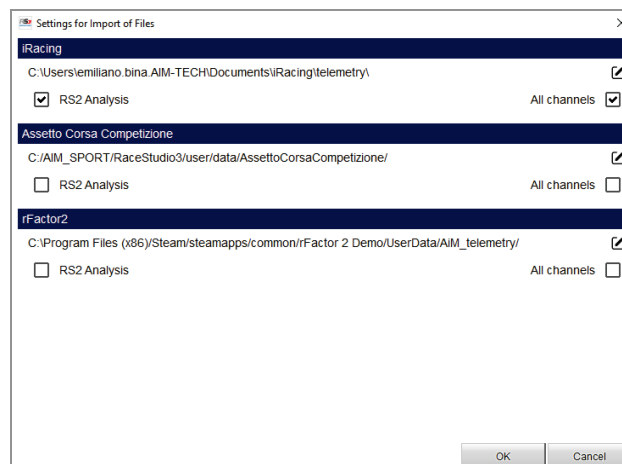 Settings for Import of Files
iRacing
C:\Users\emiliano.bina.AIM-TECH\Documents\iRacing\telemetry\
RS2 Analysis All channels
Assetto Corsa Competizione
C:/AIM_SPORT/RaceStudio3/user/data/AssettoCorsaCompetizione/
RS2 Analysis All channels
rFactor2
C:\Program Files (x86)/Steam/steamapps/common/rFactor 2 Demo/UserData/AiM_telemetry/
RS2 Analysis All channels
OK Cancel